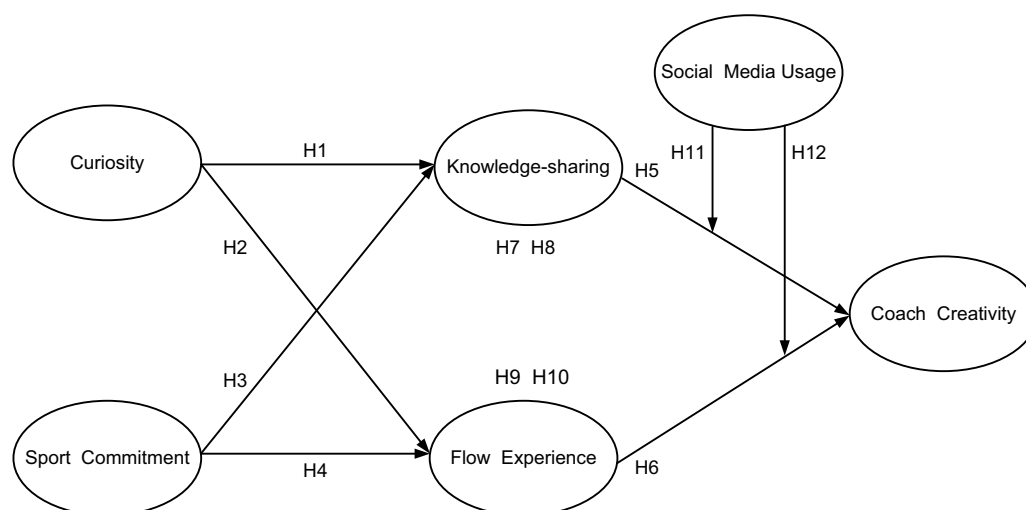 Social Media Usage
Curiosity
H1
Knowledge-sharing
H11
H12
H5
H2
H7 H8
Coach Creativity
H3
H9 H10
Sport Commitment
H4
Flow Experience
H6